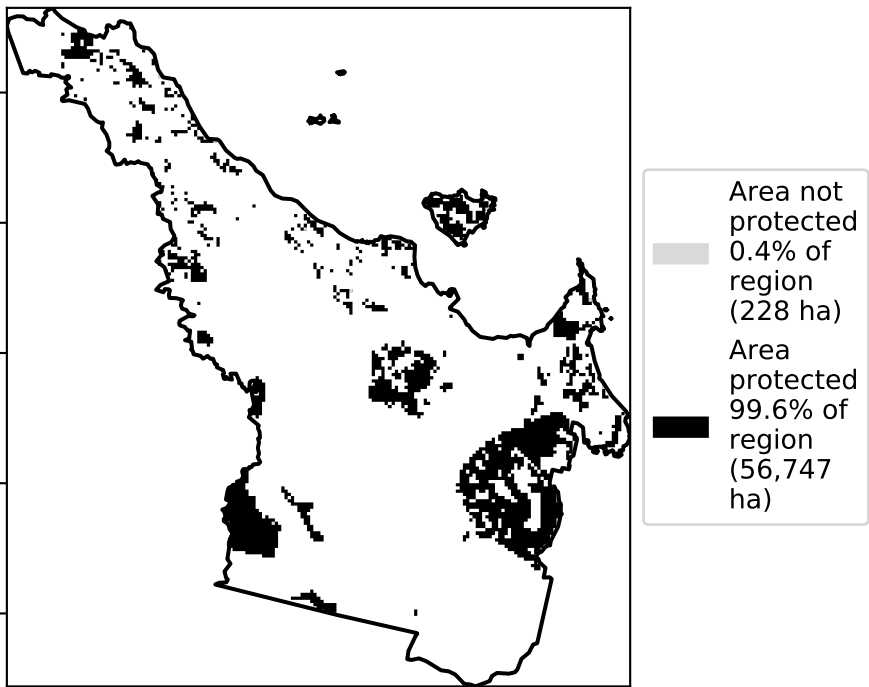 Area not
protected
0.4% of
region
(228 ha)
Area
protected
99.6% of
region
(56,747
ha)